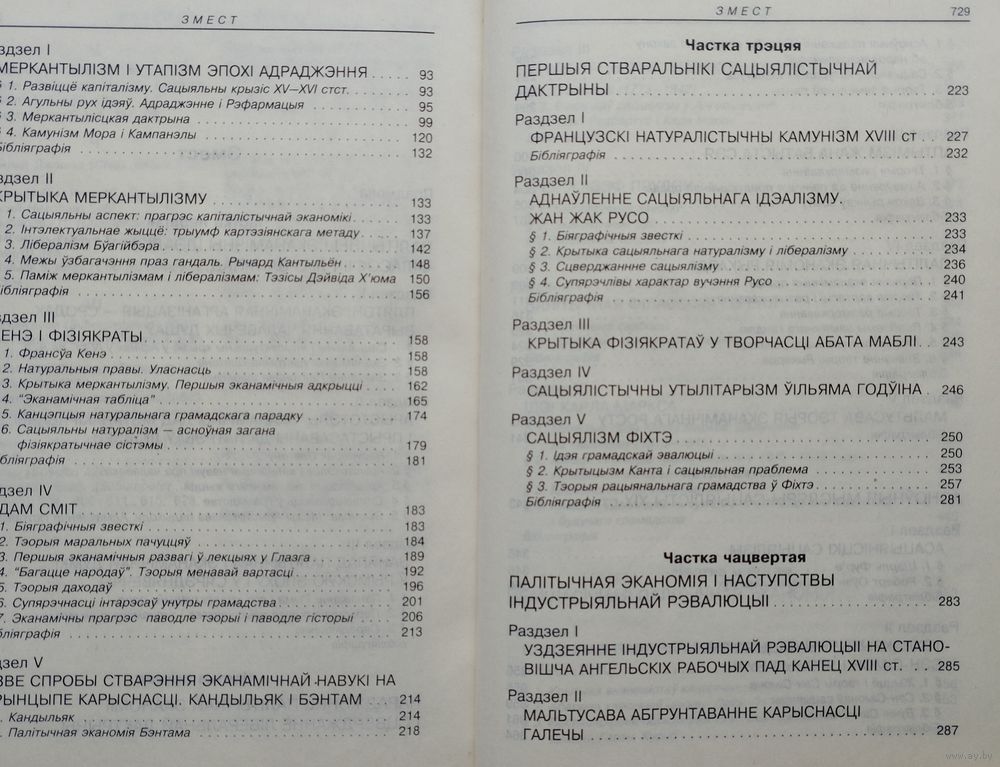 ЗМЕСТ
Раздзел I
МЕРКАНТЫЛІЗМ І УТАПІЗМ ЭПОХІ АДРАДЖЭННЯ ..... 93
§ 1. Развіццё капіталізму. Сацыяльны крызіс XV—XVI стст. .... 93
§ 2. Агульны рух ідэяў. Адраджэнне і Рэфармацыя ..... 95
§ 3. Меркантылісцкая дактрына ..... 99
§ 4. Камунізм Мора і Кампанэлы ..... 120
Бібліяграфія ..... 132
Раздзел II
КРЫТЫКА МЕРКАНТЫЛІЗМУ ..... 133
1. Сацыяльны аспект: прагрэс капіталістычнай эканомікі ..... 133
2. Інтэлектуальнае жыццё: трыумф картэзіянскага метаду ..... 137
3. Лібералізм Буагійбэра ..... 142
4. Межы ўзбагачэння праз гандаль. Рычард Кантыльён ..... 148
5. Паміж меркантылізмам і лібералізмам: Тэзісы Дэйвіда Х'юма 150
Бібліяграфія ..... 156
Раздзел III
КЕНЭ І ФІЗІЯКРАТЫ ..... 158
1. Франсўа Кенэ ..... 158
2. Натуральныя правы. Уласнасць ..... 158
3. Крытыка меркантылізму. Першыя эканамічныя адкрыцці ..... 162
4. “Эканамічная табліца” ..... 165
5. Канцэпцыя натуральнага грамадскага парадку ..... 174
6. Сацыяльны натуралізм — асноўная загана
фізіякратычнае сістэмы ..... 179
Бібліяграфія ..... 181
Раздзел IV
АДАМ СМІТ ..... 183
1. Біяграфічныя звесткі ..... 183
2. Тэорыя маральных пачуццяў ..... 184
3. Першыя эканамічныя развагі ў лекцыях у Глазга ..... 189
4. “Багацце народаў”. Тэорыя менавай вартасці ..... 192
5. Тэорыя даходаў ..... 196
6. Супярэчнасці інтарэсаў унутры грамадства ..... 201
7. Эканамічны прагрэс паводле тэорыі і паводле гісторыі ..... 206
Бібліяграфія ..... 213
Раздзел V
ДЗВЕ СПРОБЫ СТВАРЭННЯ ЭКАНАМІЧНАЙ НАВУКІ НА
ПРЫНЦЫПЕ КАРЫСНАСЦІ. КАНДЫЛЬЯК І БЭНТАМ ..... 214
. Кандыльяк ..... 214
. Палітычная эканомія Бэнтама ..... 218
ЗМЕСТ 729
Частка трэцяя
ПЕРШЫЯ СТВАРАЛЬНІКІ САЦЫЯЛІСТЫЧНАЙ
ДАКТРЫНЫ ..... 223
Раздзел I
ФРАНЦУЗСКІ НАТУРАЛІСТЫЧНЫ КАМУНІЗМ XVIII ст . . 227
Бібліяграфія ..... 232
Раздзел II
АДНАЎЛЕННЕ САЦЫЯЛЬНАГА ІДЭАЛІЗМУ.
ЖАН ЖАК РУСО ..... 233
§ 1. Біяграфічныя звесткі ..... 233
§ 2. Крытыка сацыяльнага натуралізму і лібералізму ..... 234
§ 3. Сцверджанне сацыялізму ..... 236
§ 4. Супярэчлівы характар вучэння Русо ..... 240
Бібліяграфія ..... 241
Раздзел III
КРЫТЫКА ФІЗІЯКРАТАЎ У ТВОРЧАСЦІ АБАТА МАБЛІ . . 243
Раздзел IV
САЦЫЯЛІСТЫЧНЫ УТЫЛІТАРЫЗМ ЎІЛЬЯМА ГОДЎІНА . 246
Раздзел V
САЦЫЯЛІЗМ ФІХТЭ ..... 250
§ 1. Ідэя грамадскай эвалюцыі ..... 250
§ 2. Крытыцызм Канта і сацыяльная праблема ..... 253
§ 3. Тэорыя рацыянальнага грамадства ў Фіхтэ ..... 257
Бібліяграфія ..... 281
Частка чацвертая
ПАЛІТЫЧНАЯ ЭКАНОМІЯ І НАСТУПСТВЫ
ІНДУСТРЫЯЛЬНАЙ РЭВАЛЮЦЫІ ..... 283
Раздзел I
УЗДЗЕЯННЕ ІНДУСТРЫЯЛЬНАЙ РЭВАЛЮЦЫІ НА СТАНО-
ВІШЧА АНГЕЛЬСКІХ РАБОЧЫХ ПАД КАНЕЦ XVIII ст. . . . 285
Раздзел II
МАЛЬТУСАВА АБГРУНТАВАННЕ КАРЫСНАСЦІ
ГАЛЕЧЫ ..... 287
www.ay.by